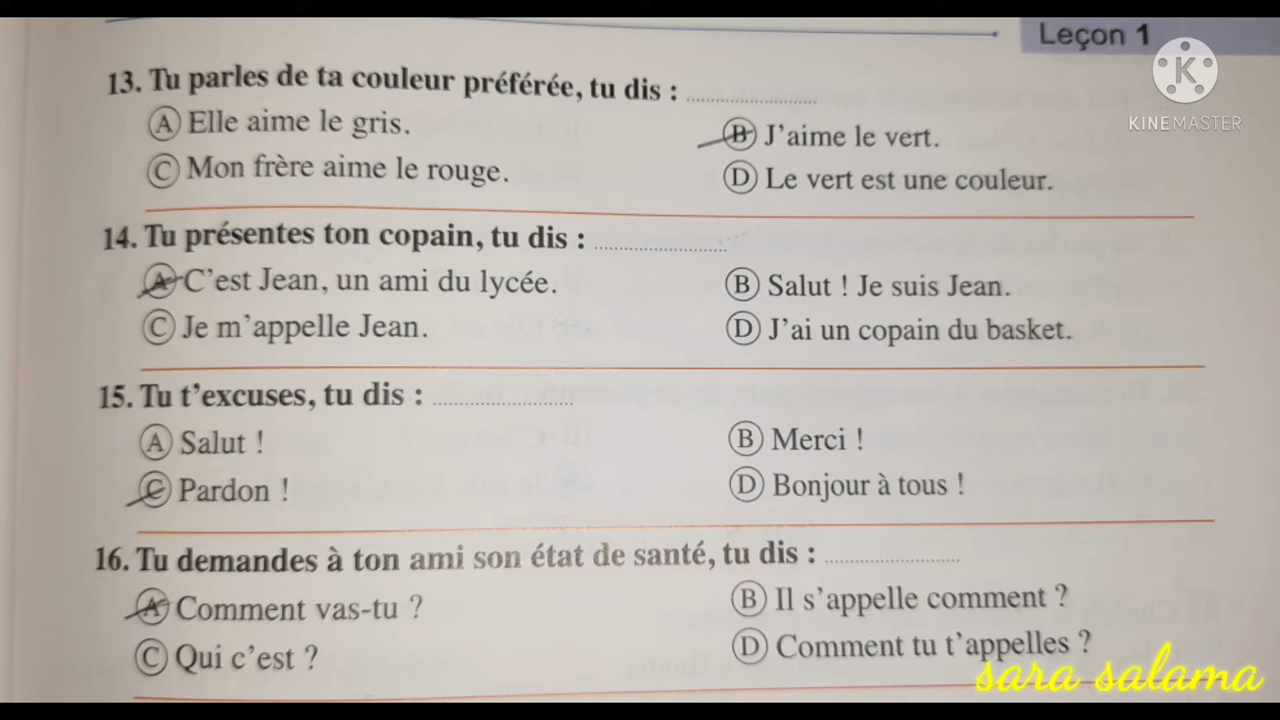 Leçon 1
KINEMASTER
13. Tu parles de ta couleur préférée, tu dis : ....................
A Elle aime le gris.
B J'aime le vert.
C Mon frère aime le rouge.
D Le vert est une couleur.
14. Tu présentes ton copain, tu dis : ....................
A C'est Jean, un ami du lycée.
B Salut ! Je suis Jean.
C Je m'appelle Jean.
D J'ai un copain du basket.
15. Tu t'excuses, tu dis : ....................
A Salut !
B Merci !
C Pardon !
D Bonjour à tous !
16. Tu demandes à ton ami son état de santé, tu dis : ....................
A Comment vas-tu ?
B Il s'appelle comment ?
C Qui c'est ?
D Comment tu t'appelles ?
sara salama